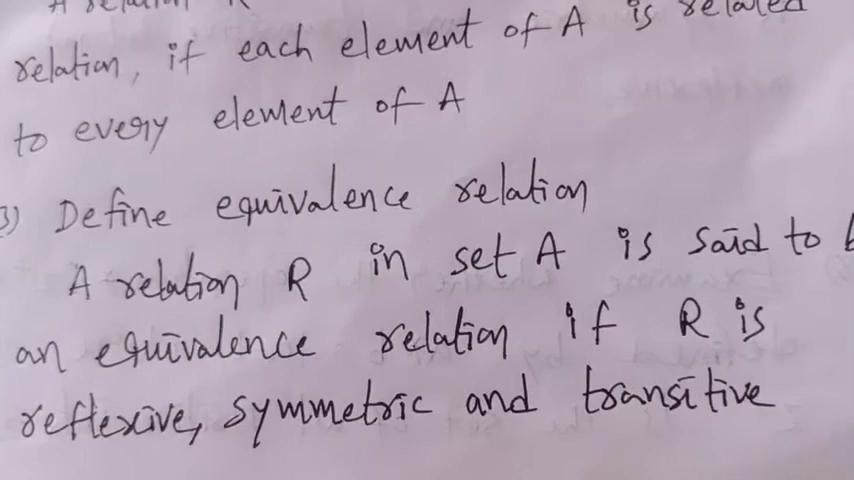 A relation R
relation, if each element of A is related
to every element of A
3) Define equivalence relation
A relation R in set A is said to
an equivalence relation if R is
reflexive, symmetric and transitive